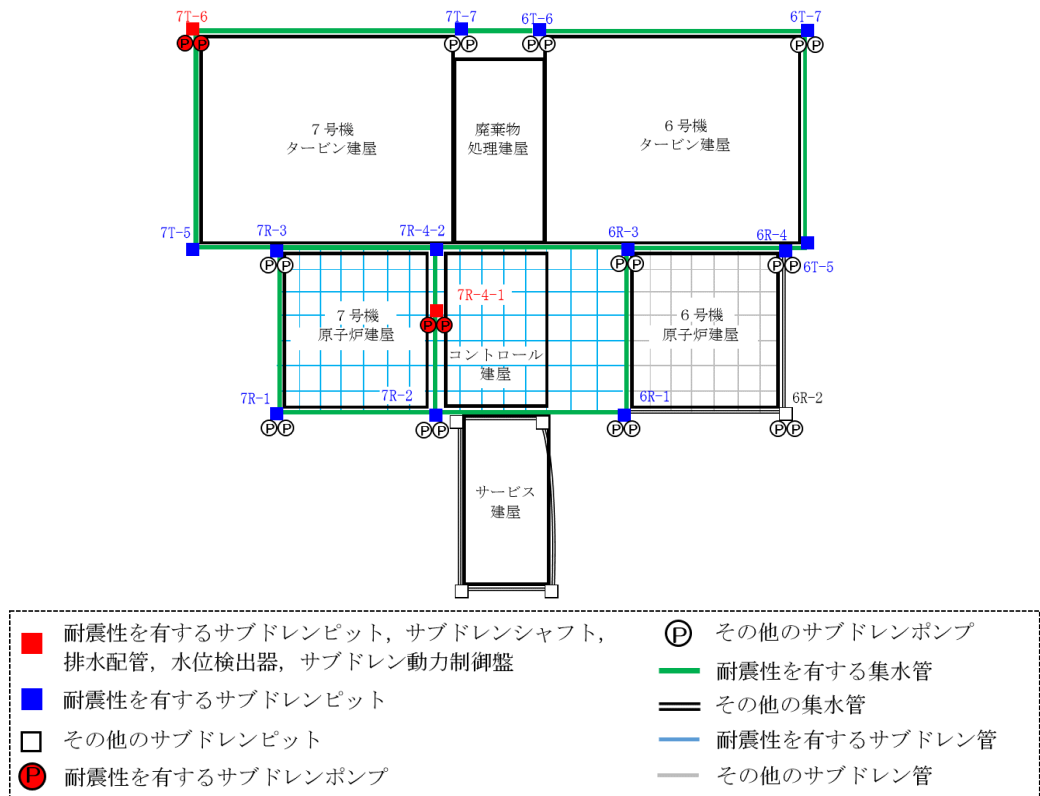 7T-6
7T-7
6T-6
6T-7
P P
P P
P P
P P
7号機
タービン建屋
廃棄物
処理建屋
6号機
タービン建屋
7T-5
7R-3
7R-4-2
6R-3
6R-4
6T-5
P P
P P
P P
7R-4-1
P P
7号機
原子炉建屋
コントロール
建屋
6号機
原子炉建屋
7R-1
7R-2
6R-1
6R-2
P P
P P
P P
P P
サービス
建屋
耐震性を有するサブドレンピット，サブドレンシャフト，
排水配管，水位検出器，サブドレン動力制御盤
耐震性を有するサブドレンピット
その他のサブドレンピット
P 耐震性を有するサブドレンポンプ
P その他のサブドレンポンプ
耐震性を有する集水管
その他の集水管
耐震性を有するサブドレン管
その他のサブドレン管